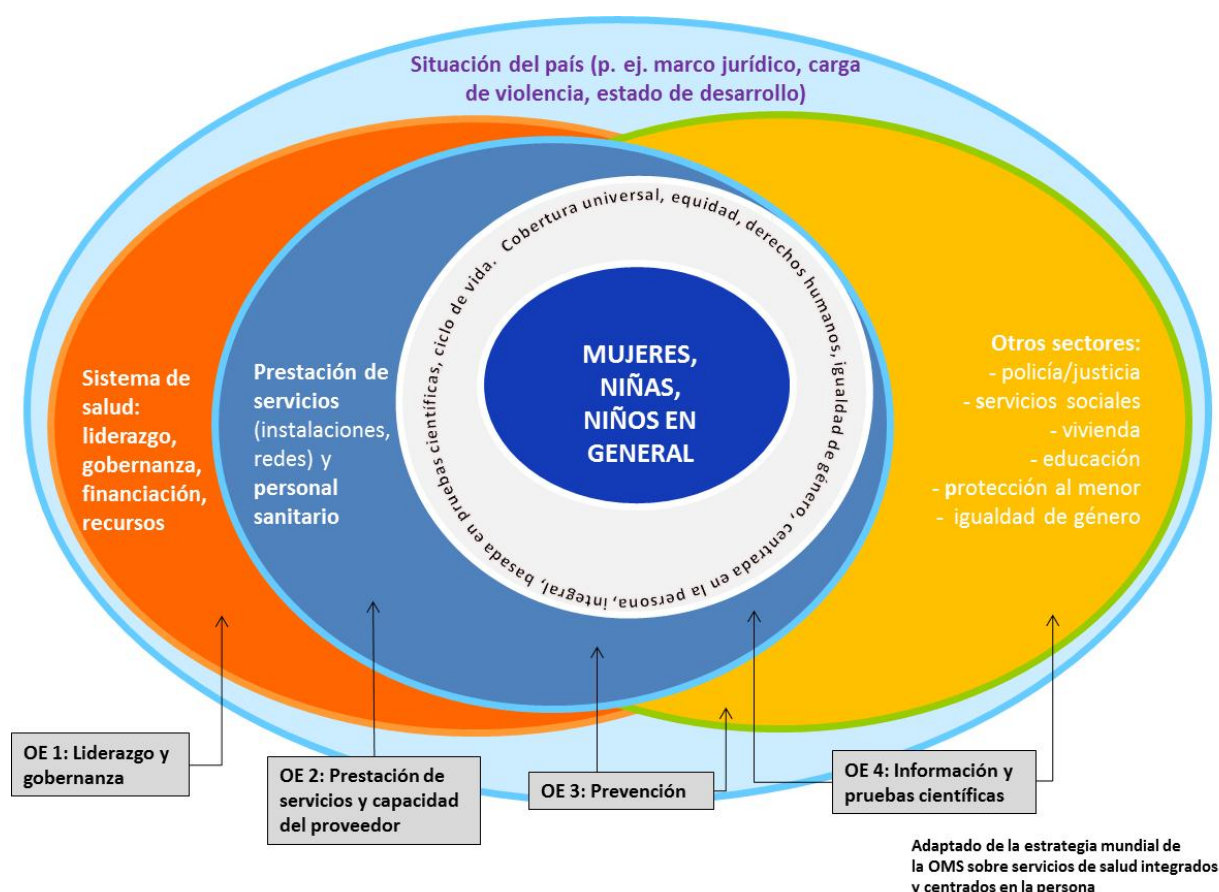 Situación del país (p. ej. marco jurídico, carga
de violencia, estado de desarrollo)
Cobertura universal, equidad, derechos humanos, igualdad de género, centrada en la persona, integral, basada en pruebas científicas, ciclo de vida.
MUJERES,
NIÑAS,
NIÑOS EN
GENERAL
Sistema de
salud:
liderazgo,
gobernanza,
financiación,
recursos
Prestación de
servicios
(instalaciones,
redes) y
personal
sanitario
Otros sectores:
- policía/justicia
- servicios sociales
- vivienda
- educación
- protección al menor
- igualdad de género
OE 1: Liderazgo y
gobernanza
OE 2: Prestación de
servicios y capacidad
del proveedor
OE 3: Prevención
OE 4: Información y
pruebas científicas
Adaptado de la estrategia mundial de
la OMS sobre servicios de salud integrados
y centrados en la persona